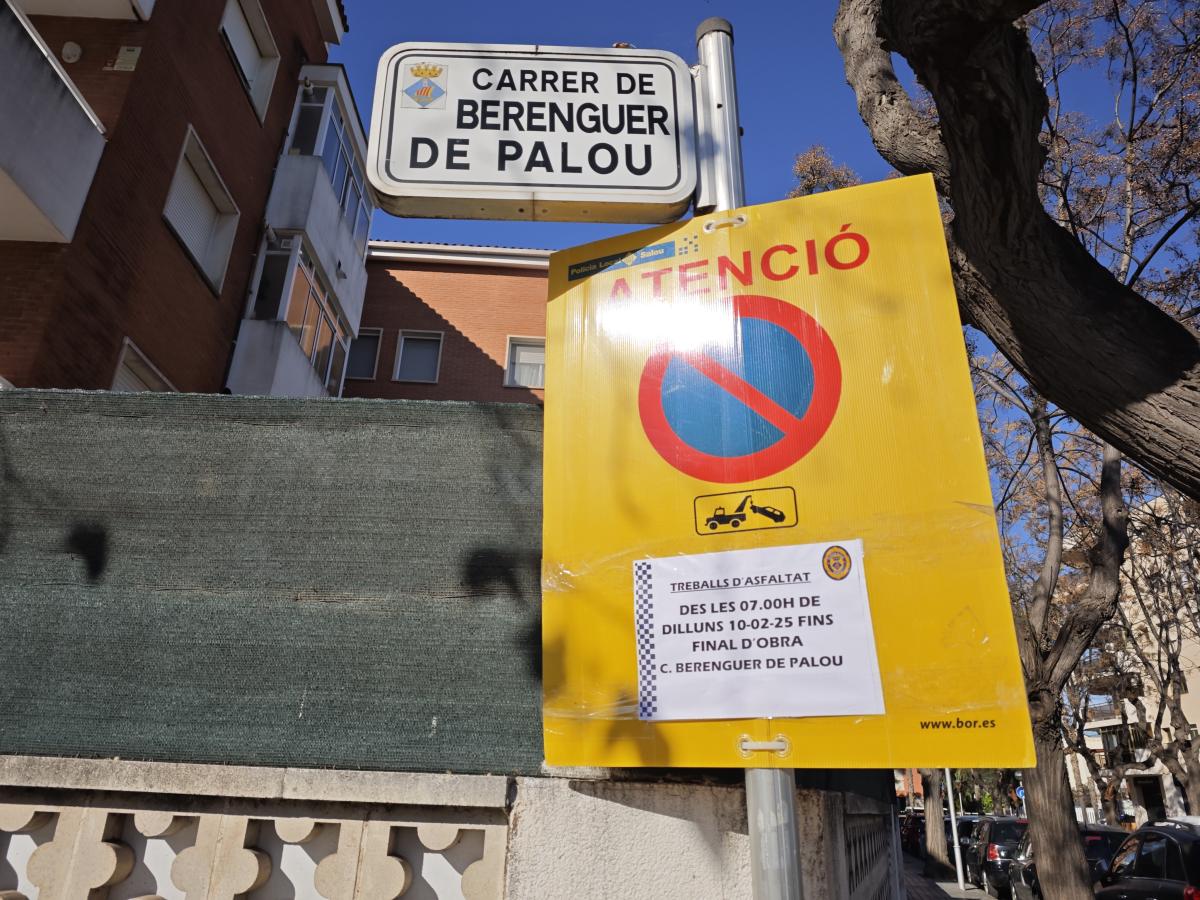 CARRER DE
BERENGUER
DE PALOU
Policia Local Salou
ATENCIÓ
TREBALLS D'ASFALTAT
DES LES 07.00H DE
DILLUNS 10-02-25 FINS
FINAL D'OBRA
C. BERENGUER DE PALOU
www.bor.es